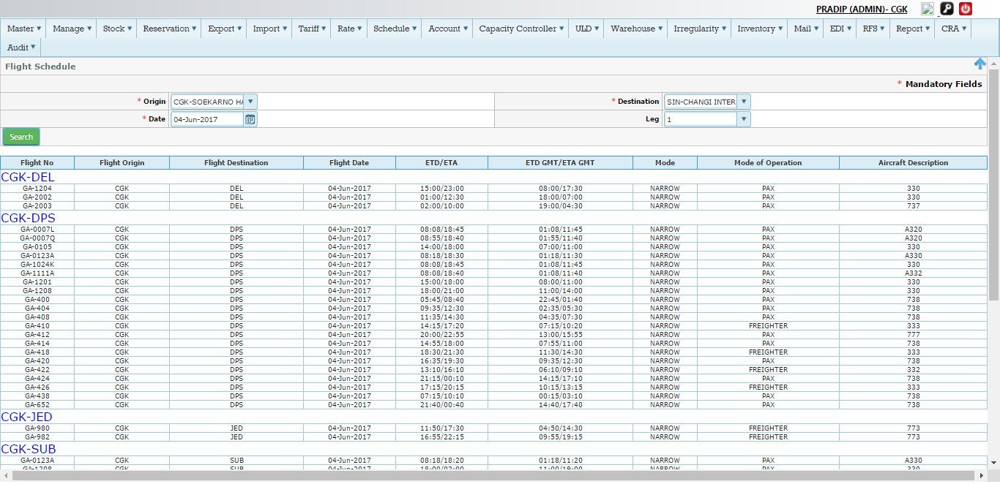 PRADIP (ADMIN)- CGK
Master Manage Stock Reservation Export Import Tariff Rate Schedule Account Capacity Controller ULD Warehouse Irregularity Inventory Mail EDI RFS Report CRA
Audit
Flight Schedule
* Mandatory Fields
* Origin CGK-SOEKARNO HA * Destination SIN-CHANGI INTER
* Date 04-Jun-2017 Leg 1
Search
Flight No Flight Origin Flight Destination Flight Date ETD/ETA ETD GMT/ETA GMT Mode Mode of Operation Aircraft Description
CGK-DEL
GA-1204 CGK DEL 04-Jun-2017 15:00/23:00 08:00/17:30 NARROW PAX 330
GA-2002 CGK DEL 04-Jun-2017 01:00/12:30 18:00/07:00 NARROW PAX 330
GA-2003 CGK DEL 04-Jun-2017 02:00/10:00 19:00/04:30 NARROW PAX 737
CGK-DPS
GA-0007L CGK DPS 04-Jun-2017 08:08/18:45 01:08/11:45 NARROW PAX A320
GA-0007Q CGK DPS 04-Jun-2017 08:55/18:40 01:55/11:40 NARROW PAX A320
GA-0105 CGK DPS 04-Jun-2017 14:00/18:00 07:00/11:00 NARROW PAX 330
GA-0123A CGK DPS 04-Jun-2017 08:18/18:30 01:18/11:30 NARROW PAX A330
GA-1024K CGK DPS 04-Jun-2017 08:08/18:45 01:08/11:45 NARROW PAX 330
GA-1111A CGK DPS 04-Jun-2017 08:08/18:40 01:08/11:40 NARROW PAX A332
GA-1201 CGK DPS 04-Jun-2017 15:00/18:00 08:00/11:00 NARROW PAX 330
GA-1208 CGK DPS 04-Jun-2017 18:00/21:00 11:00/14:00 NARROW PAX 330
GA-400 CGK DPS 04-Jun-2017 05:45/08:40 22:45/01:40 NARROW PAX 738
GA-404 CGK DPS 04-Jun-2017 09:35/12:30 02:35/05:30 NARROW PAX 738
GA-408 CGK DPS 04-Jun-2017 11:35/14:30 04:35/07:30 NARROW PAX 738
GA-410 CGK DPS 04-Jun-2017 14:15/17:20 07:15/10:20 NARROW FREIGHTER 333
GA-412 CGK DPS 04-Jun-2017 20:00/22:55 13:00/15:55 NARROW PAX 777
GA-414 CGK DPS 04-Jun-2017 14:55/18:00 07:55/11:00 NARROW PAX 738
GA-418 CGK DPS 04-Jun-2017 18:30/21:30 11:30/14:30 NARROW FREIGHTER 333
GA-420 CGK DPS 04-Jun-2017 16:35/19:30 09:35/12:30 NARROW PAX 738
GA-422 CGK DPS 04-Jun-2017 13:10/16:10 06:10/09:10 NARROW FREIGHTER 332
GA-424 CGK DPS 04-Jun-2017 21:15/00:10 14:15/17:10 NARROW PAX 738
GA-426 CGK DPS 04-Jun-2017 17:15/20:15 10:15/13:15 NARROW FREIGHTER 333
GA-438 CGK DPS 04-Jun-2017 07:15/10:10 00:15/03:10 NARROW PAX 738
GA-652 CGK DPS 04-Jun-2017 21:40/00:40 14:40/17:40 NARROW PAX 738
CGK-JED
GA-980 CGK JED 04-Jun-2017 11:50/17:30 04:50/14:30 NARROW FREIGHTER 773
GA-982 CGK JED 04-Jun-2017 16:55/22:15 09:55/19:15 NARROW FREIGHTER 773
CGK-SUB
GA-0123A CGK SUB 04-Jun-2017 08:18/18:20 01:18/11:20 NARROW PAX A330